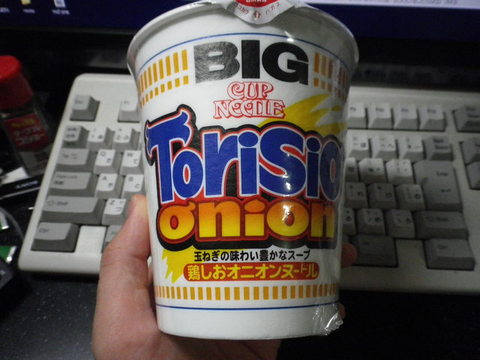 BIG
CUP
NOODLE
ToriSio
onion
玉ねぎの味わい豊かなスープ
鶏しおオニオンヌードル